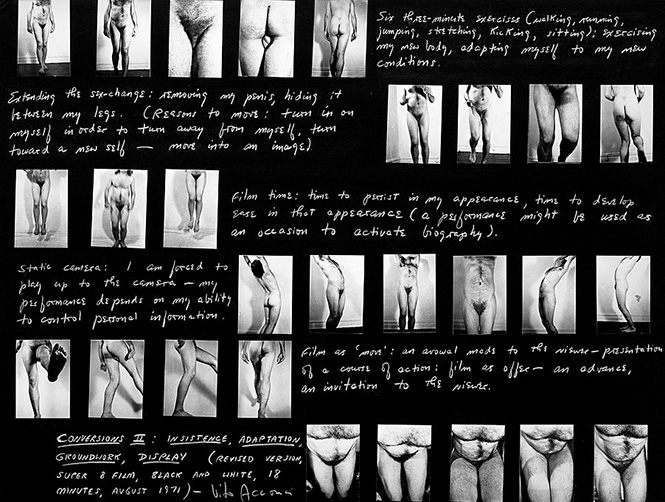 Six three-minute exercises (walking, running,
jumping, stretching, kicking, sitting): exercising
my new body, adapting myself to my new
conditions.
Extending the sex-change: removing my penis, hiding it
between my legs. (Reasons to move: turn in on
myself in order to turn away from myself, turn
toward a new self — move into an image).
Film time: time to persist in my appearance, time to develop
ease in that appearance (a performance might be used as
an occasion to activate biography).
Static camera: I am forced to
play up to the camera — my
performance depends on my ability
to control personal information.
Film as 'mon': an avowal made to the viewer — presentation
of a course of action: film as offer — an advance,
an invitation to the viewer.
CONVERSIONS II: INSISTENCE, ADAPTATION,
GROUNDWORK, DISPLAY (REVISED VERSION,
SUPER 8 FILM, BLACK AND WHITE, 18
MINUTES, AUGUST 1971) — Vito Acconci